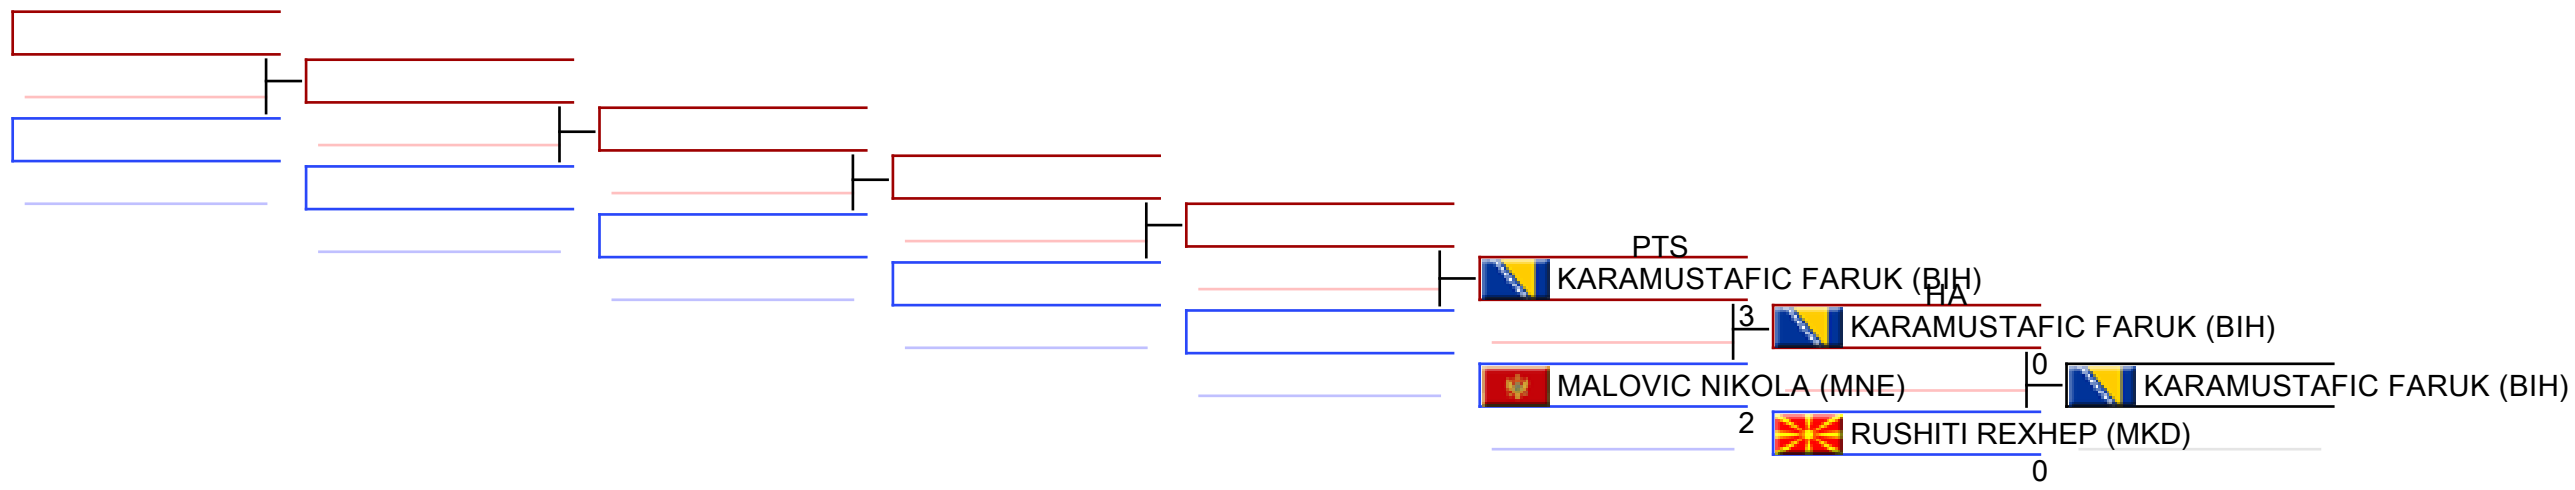 PTS
KARAMUSTAFIC FARUK (BIH)
HA
3
KARAMUSTAFIC FARUK (BIH)
0
MALOVIC NIKOLA (MNE)
KARAMUSTAFIC FARUK (BIH)
2
RUSHITI REXHEP (MKD)
0